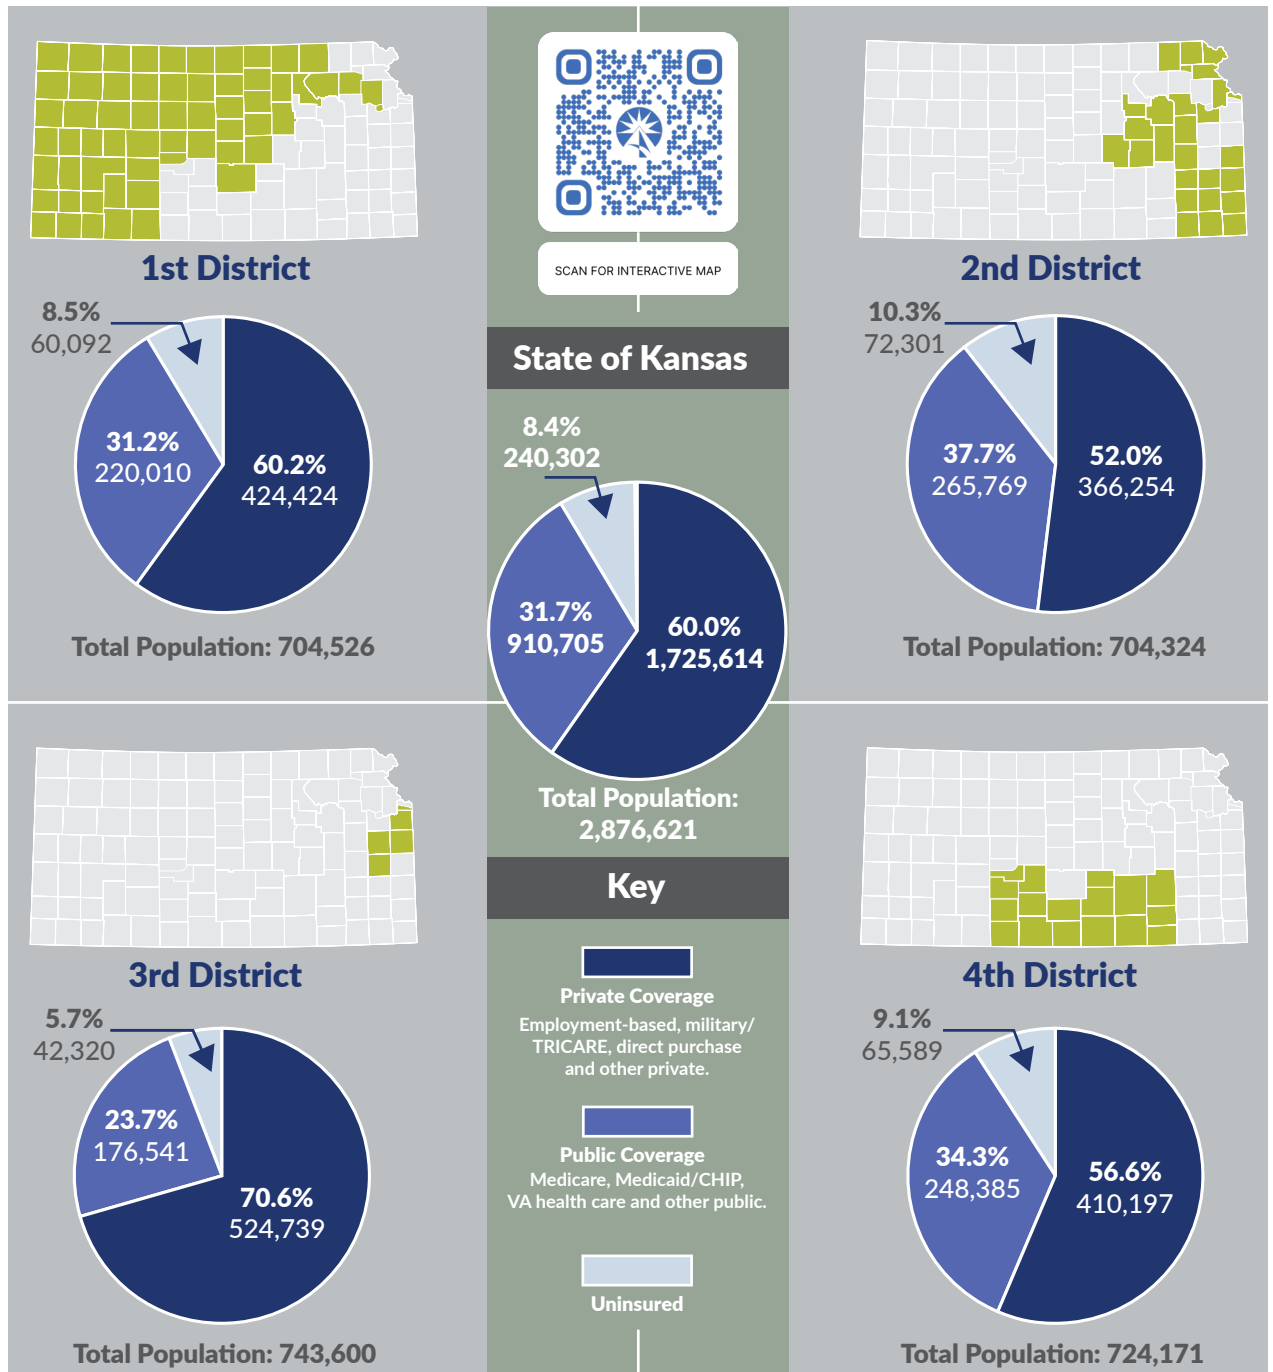 1st District
8.5%
60,092
31.2%
220,010
60.2%
424,424
Total Population: 704,526
SCAN FOR INTERACTIVE MAP
State of Kansas
8.4%
240,302
31.7%
910,705
60.0%
1,725,614
Total Population:
2,876,621
2nd District
10.3%
72,301
37.7%
265,769
52.0%
366,254
Total Population: 704,324
3rd District
5.7%
42,320
23.7%
176,541
70.6%
524,739
Total Population: 743,600
Key
Private Coverage
Employment-based, military/
TRICARE, direct purchase
and other private.
Public Coverage
Medicare, Medicaid/CHIP,
VA health care and other public.
Uninsured
4th District
9.1%
65,589
34.3%
248,385
56.6%
410,197
Total Population: 724,171